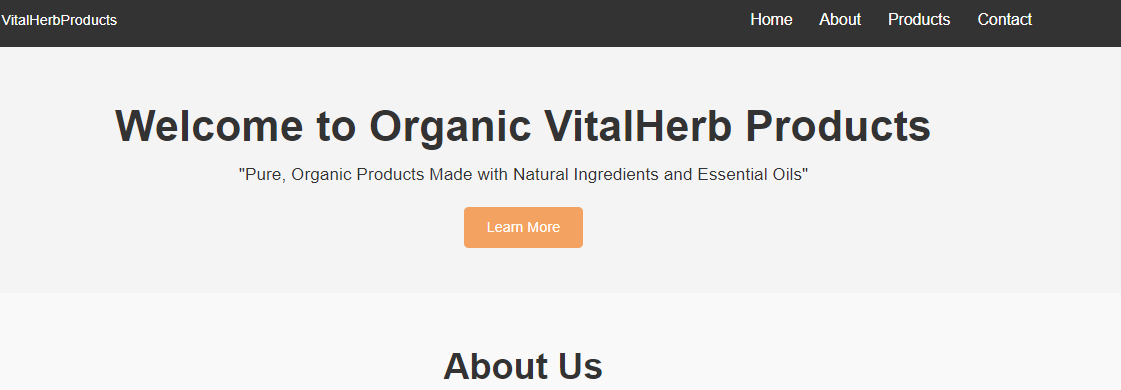 VitalHerbProducts
Home About Products Contact
Welcome to Organic VitalHerb Products
"Pure, Organic Products Made with Natural Ingredients and Essential Oils"
Learn More
About Us